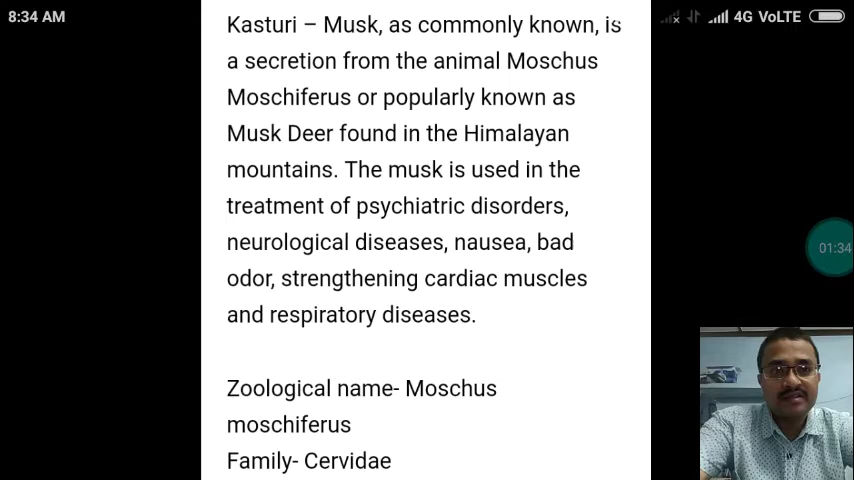 8:34 AM
4G VoLTE
Kasturi – Musk, as commonly known, is
a secretion from the animal Moschus
Moschiferus or popularly known as
Musk Deer found in the Himalayan
mountains. The musk is used in the
treatment of psychiatric disorders,
neurological diseases, nausea, bad
odor, strengthening cardiac muscles
and respiratory diseases.
01:34
Zoological name- Moschus
moschiferus
Family- Cervidae